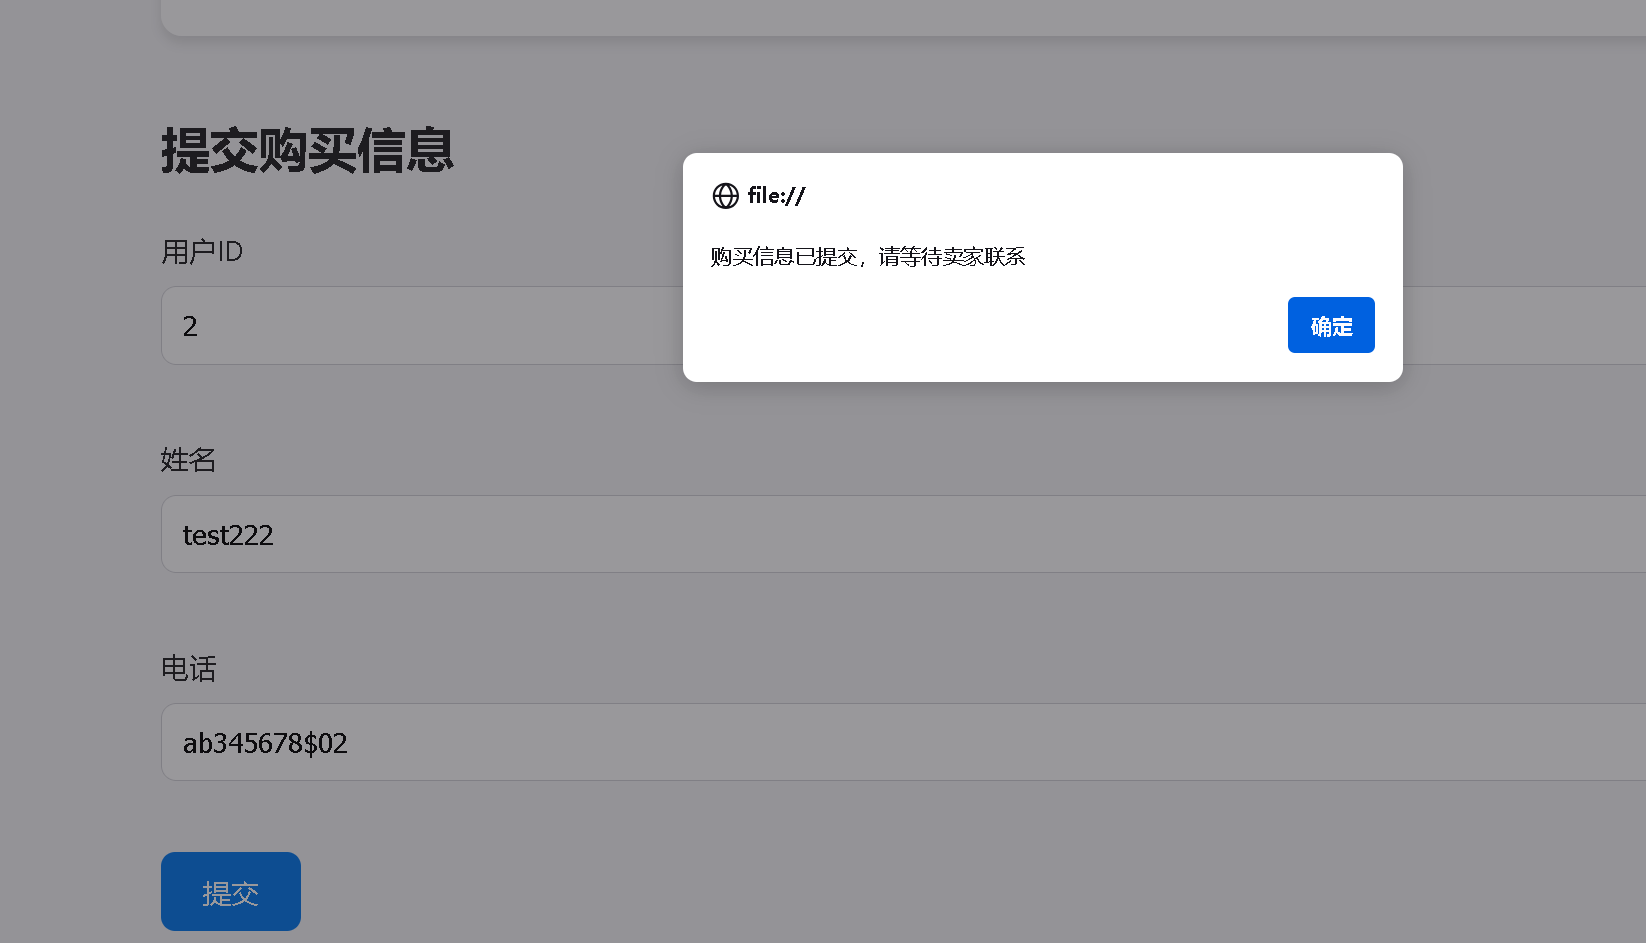 提交购买信息
file://
购买信息已提交，请等待卖家联系
确定
用户ID
2
姓名
test222
电话
ab345678$02
提交